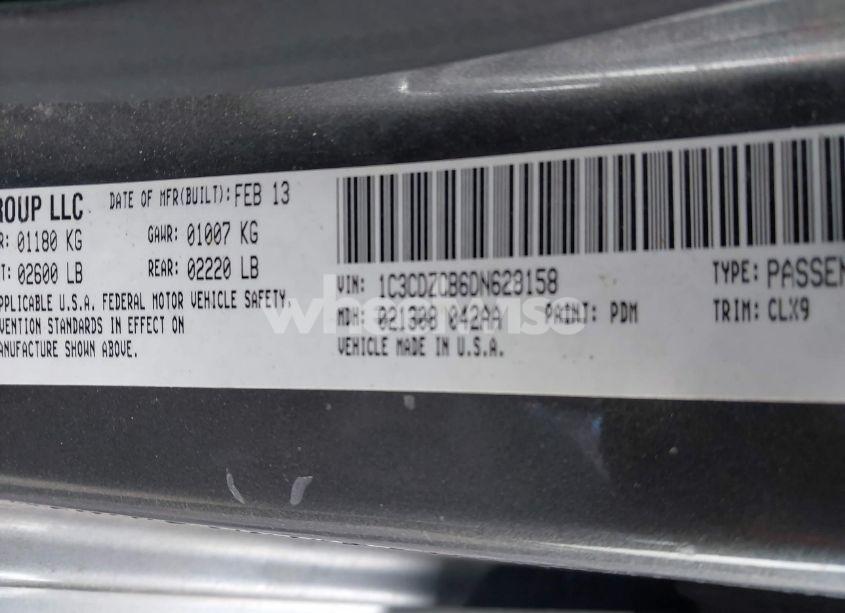 ROUP LLC DATE OF MFR(BUILT): FEB 13
R: 01180 KG GAWR: 01007 KG
T: 02600 LB REAR: 02220 LB
APPLICABLE U.S.A. FEDERAL MOTOR VEHICLE SAFETY,
VENTION STANDARDS IN EFFECT ON
ANUFACTURE SHOWN ABOVE.
VIN: 1C3CDZCB6DN623158 TYPE: PASSEN
MDH: 021308 042AA PAINT: PDM TRIM: CLX9
VEHICLE MADE IN U.S.A.